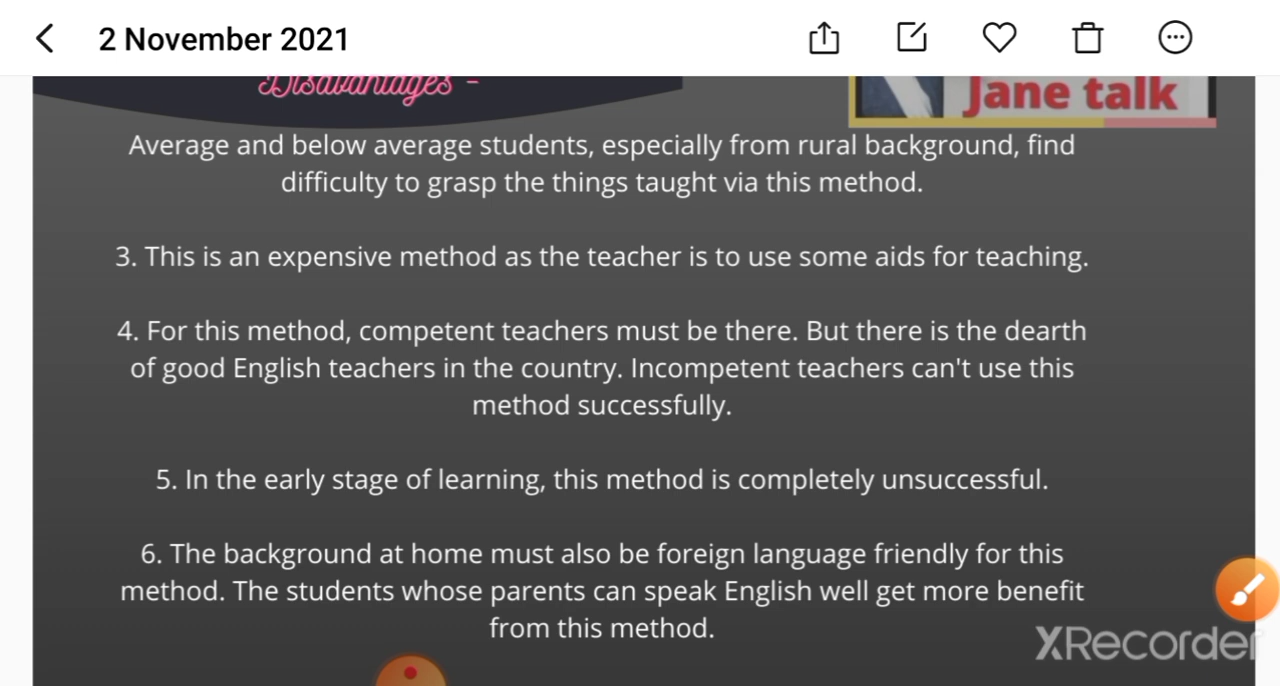 2 November 2021
Disavantages -
Jane talk
Average and below average students, especially from rural background, find
difficulty to grasp the things taught via this method.
3. This is an expensive method as the teacher is to use some aids for teaching.
4. For this method, competent teachers must be there. But there is the dearth
of good English teachers in the country. Incompetent teachers can't use this
method successfully.
5. In the early stage of learning, this method is completely unsuccessful.
6. The background at home must also be foreign language friendly for this
method. The students whose parents can speak English well get more benefit
from this method.
XRecorder